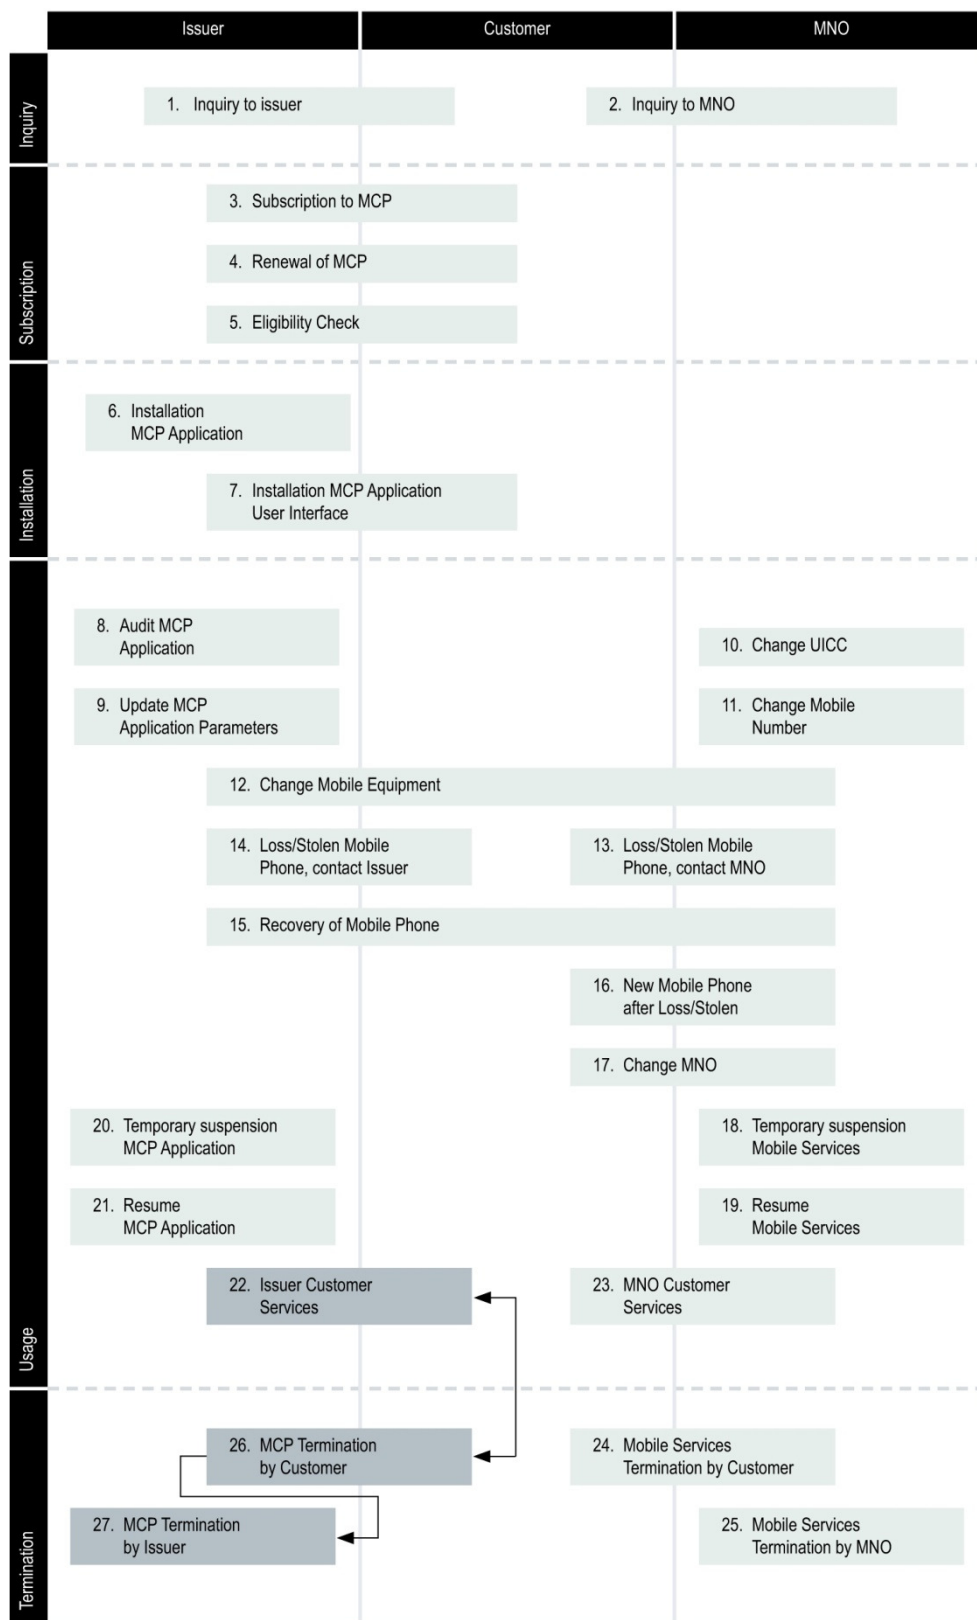 Issuer
Customer
MNO
Inquiry
1. Inquiry to issuer
2. Inquiry to MNO
Subscription
3. Subscription to MCP
4. Renewal of MCP
5. Eligibility Check
Installation
6. Installation
MCP Application
7. Installation MCP Application
User Interface
Usage
8. Audit MCP
Application
10. Change UICC
9. Update MCP
Application Parameters
11. Change Mobile
Number
12. Change Mobile Equipment
14. Loss/Stolen Mobile
Phone, contact Issuer
13. Loss/Stolen Mobile
Phone, contact MNO
15. Recovery of Mobile Phone
16. New Mobile Phone
after Loss/Stolen
17. Change MNO
20. Temporary suspension
MCP Application
18. Temporary suspension
Mobile Services
21. Resume
MCP Application
19. Resume
Mobile Services
22. Issuer Customer
Services
23. MNO Customer
Services
Termination
26. MCP Termination
by Customer
24. Mobile Services
Termination by Customer
27. MCP Termination
by Issuer
25. Mobile Services
Termination by MNO